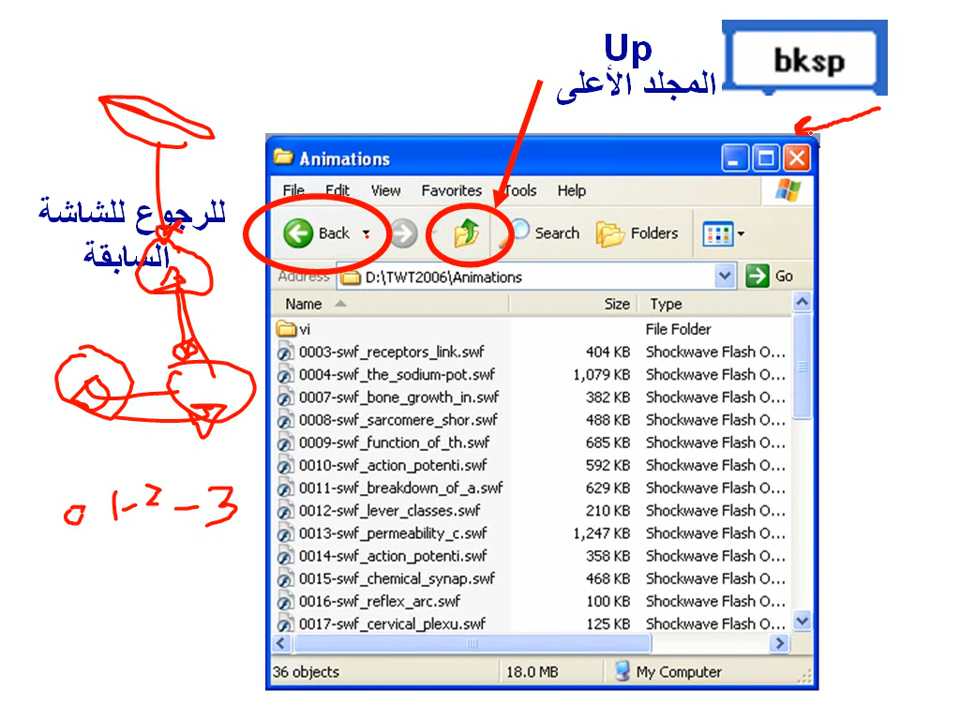 Up
المجلد الأعلى
bksp
للرجوع للشاشة
السابقة
Animations
File Edit View Favorites Tools Help
Back Search Folders
Address D:\TWT2006\Animations Go
Name Size Type
vi File Folder
0003-swf_receptors_link.swf 404 KB Shockwave Flash O...
0004-swf_the_sodium-pot.swf 1,079 KB Shockwave Flash O...
0007-swf_bone_growth_in.swf 382 KB Shockwave Flash O...
0008-swf_sarcomere_shor.swf 488 KB Shockwave Flash O...
0009-swf_function_of_th.swf 685 KB Shockwave Flash O...
0010-swf_action_potenti.swf 592 KB Shockwave Flash O...
0011-swf_breakdown_of_a.swf 629 KB Shockwave Flash O...
0012-swf_lever_classes.swf 210 KB Shockwave Flash O...
0013-swf_permeability_c.swf 1,247 KB Shockwave Flash O...
0014-swf_action_potenti.swf 358 KB Shockwave Flash O...
0015-swf_chemical_synap.swf 468 KB Shockwave Flash O...
0016-swf_reflex_arc.swf 100 KB Shockwave Flash O...
0017-swf_cervical_plexu.swf 125 KB Shockwave Flash O...
36 objects 18.0 MB My Computer
0 1-2-3